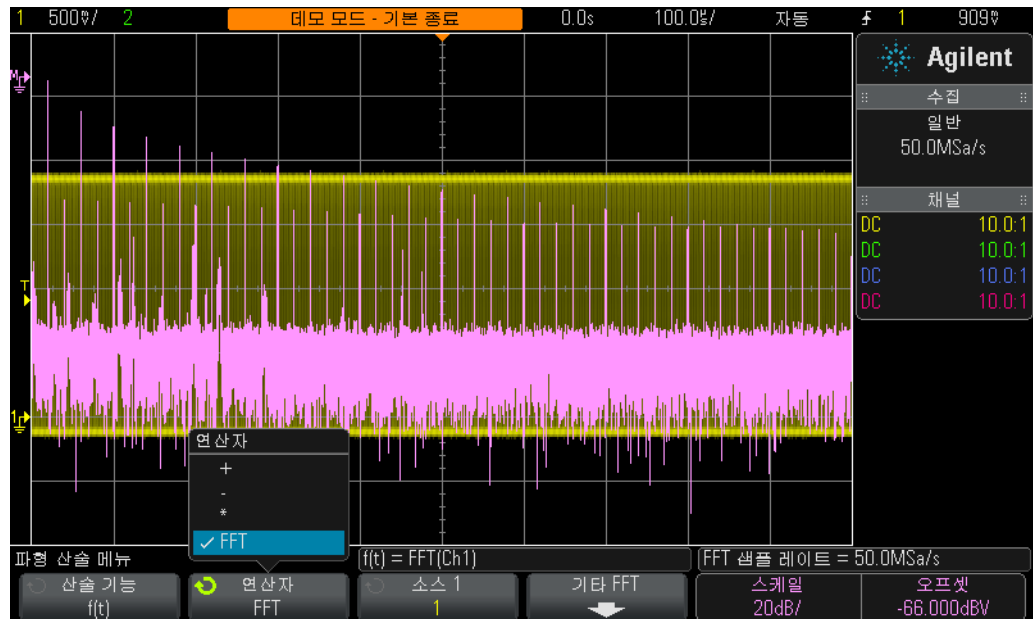 1 500mV/ 2 데모 모드 - 기본 종료 0.0s 100.0us/ 자동 1 909mV
Agilent
수집
일반
50.0MSa/s
채널
DC 10.0:1
DC 10.0:1
DC 10.0:1
DC 10.0:1
M
T
1
연산자
+
-
*
✓ FFT
파형 산술 메뉴 f(t) = FFT(Ch1) FFT 샘플 레이트 = 50.0MSa/s
산술 기능 연산자 소스 1 기타 FFT 스케일 오프셋
f(t) FFT 1 20dB/ -66.000dBV